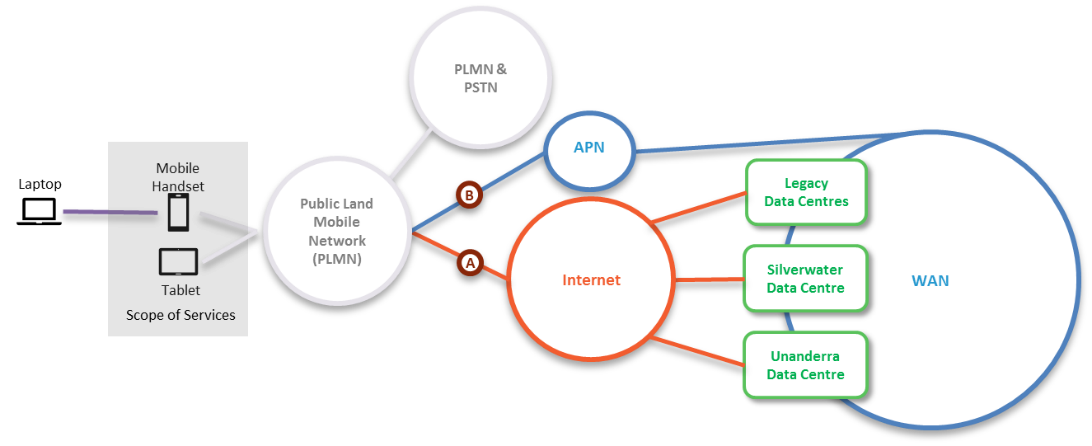 Laptop
Mobile
Handset
Tablet
Scope of Services
Public Land
Mobile
Network
(PLMN)
PLMN &
PSTN
B
A
APN
Internet
Legacy
Data Centres
Silverwater
Data Centre
Unanderra
Data Centre
WAN